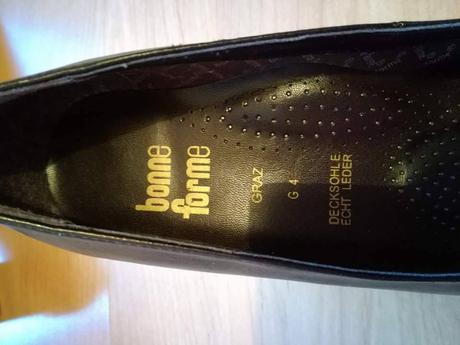 bonne
forme
GRAZ
G 4
DECKSOHLE
ECHT LEDER